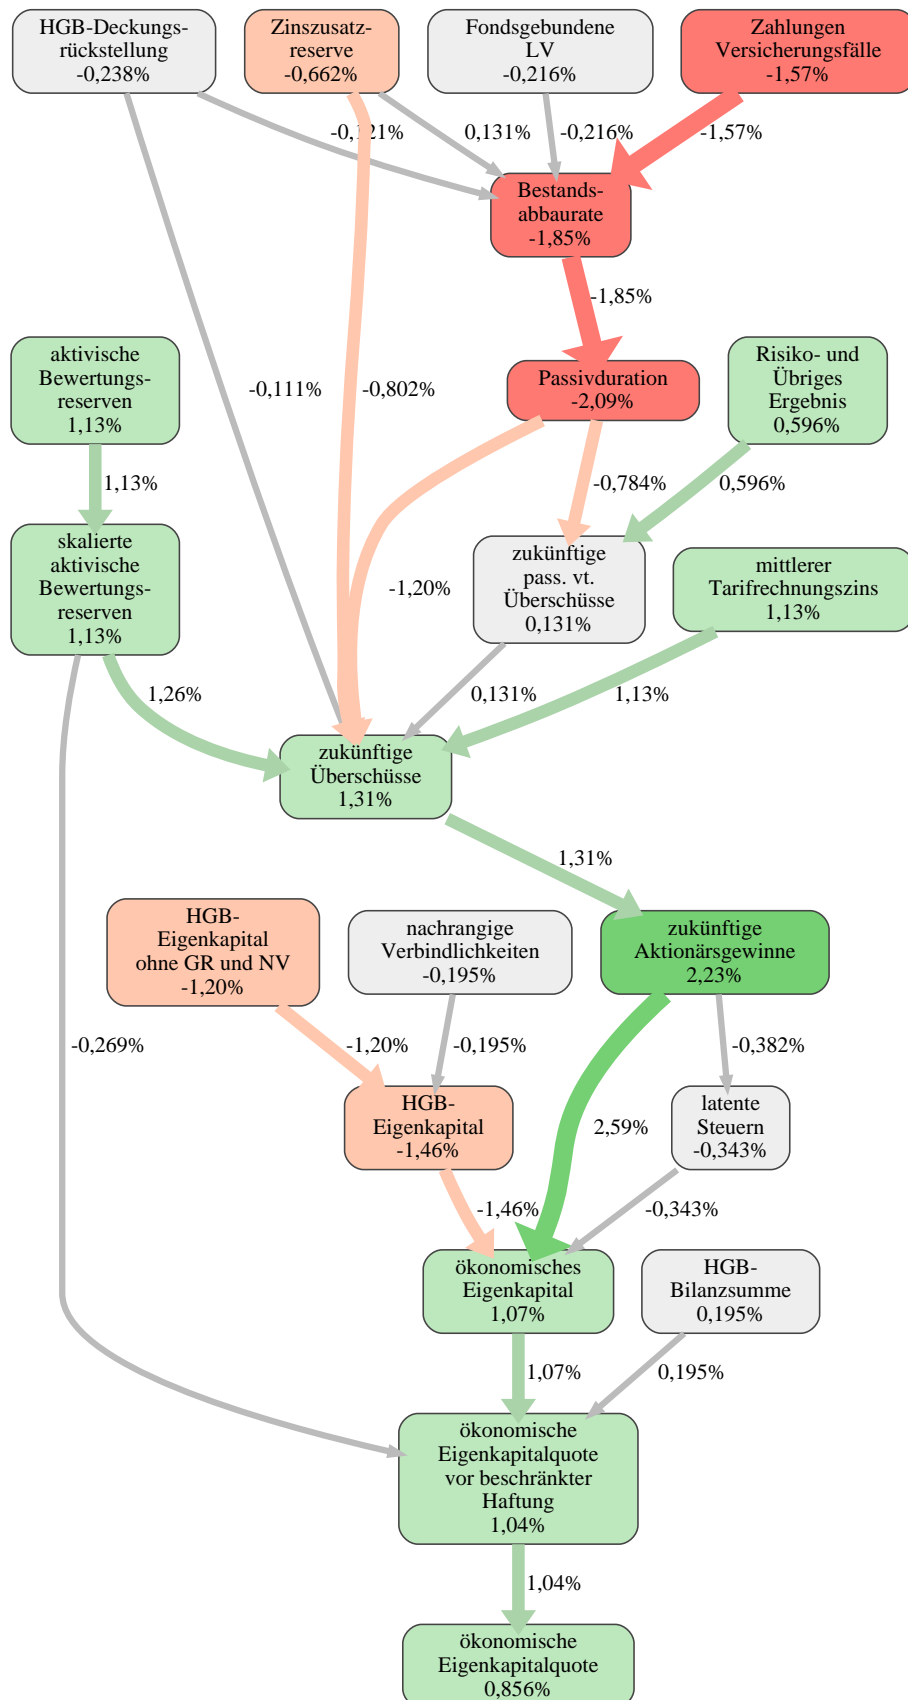 HGB-Deckungs-
rückstellung
-0,238%
Zinszusatz-
reserve
-0,662%
Fondsgebundene
LV
-0,216%
Zahlungen
Versicherungsfälle
-1,57%
-0,121%
0,131%
-0,216%
-1,57%
Bestands-
abbaurate
-1,85%
-1,85%
aktivische
Bewertungs-
reserven
1,13%
-0,111%
-0,802%
Passivduration
-2,09%
Risiko- und
Übriges
Ergebnis
0,596%
1,13%
-0,784%
0,596%
skalierte
aktivische
Bewertungs-
reserven
1,13%
-1,20%
zukünftige
pass. vt.
Überschüsse
0,131%
mittlerer
Tarifrechnungszins
1,13%
1,26%
0,131%
1,13%
zukünftige
Überschüsse
1,31%
1,31%
HGB-
Eigenkapital
ohne GR und NV
-1,20%
nachrangige
Verbindlichkeiten
-0,195%
zukünftige
Aktionärsgewinne
2,23%
-0,269%
-1,20%
-0,195%
-0,382%
HGB-
Eigenkapital
-1,46%
2,59%
latente
Steuern
-0,343%
-1,46%
-0,343%
ökonomisches
Eigenkapital
1,07%
HGB-
Bilanzsumme
0,195%
1,07%
0,195%
ökonomische
Eigenkapitalquote
vor beschränkter
Haftung
1,04%
1,04%
ökonomische
Eigenkapitalquote
0,856%